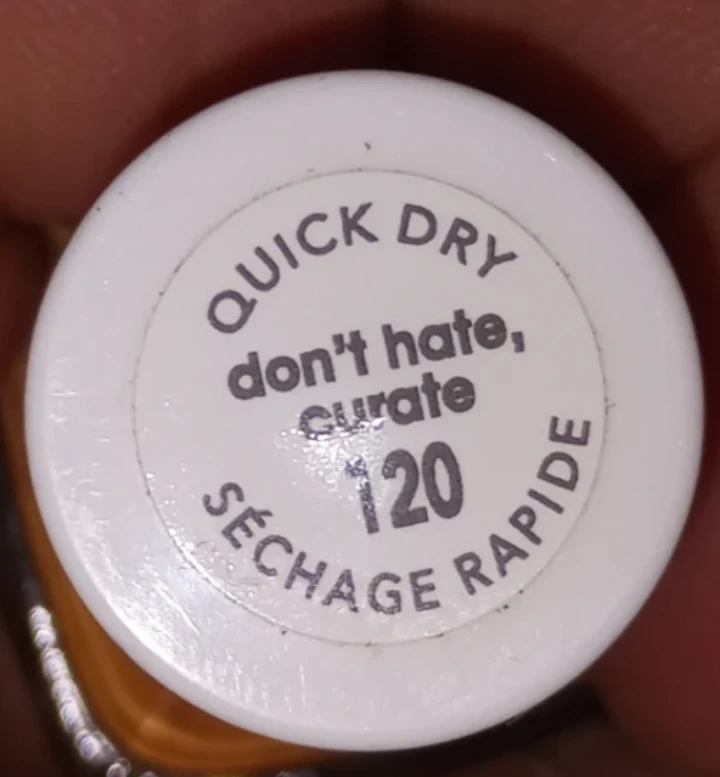 QUICK DRY
don't hate,
curate
120
SÉCHAGE RAPIDE